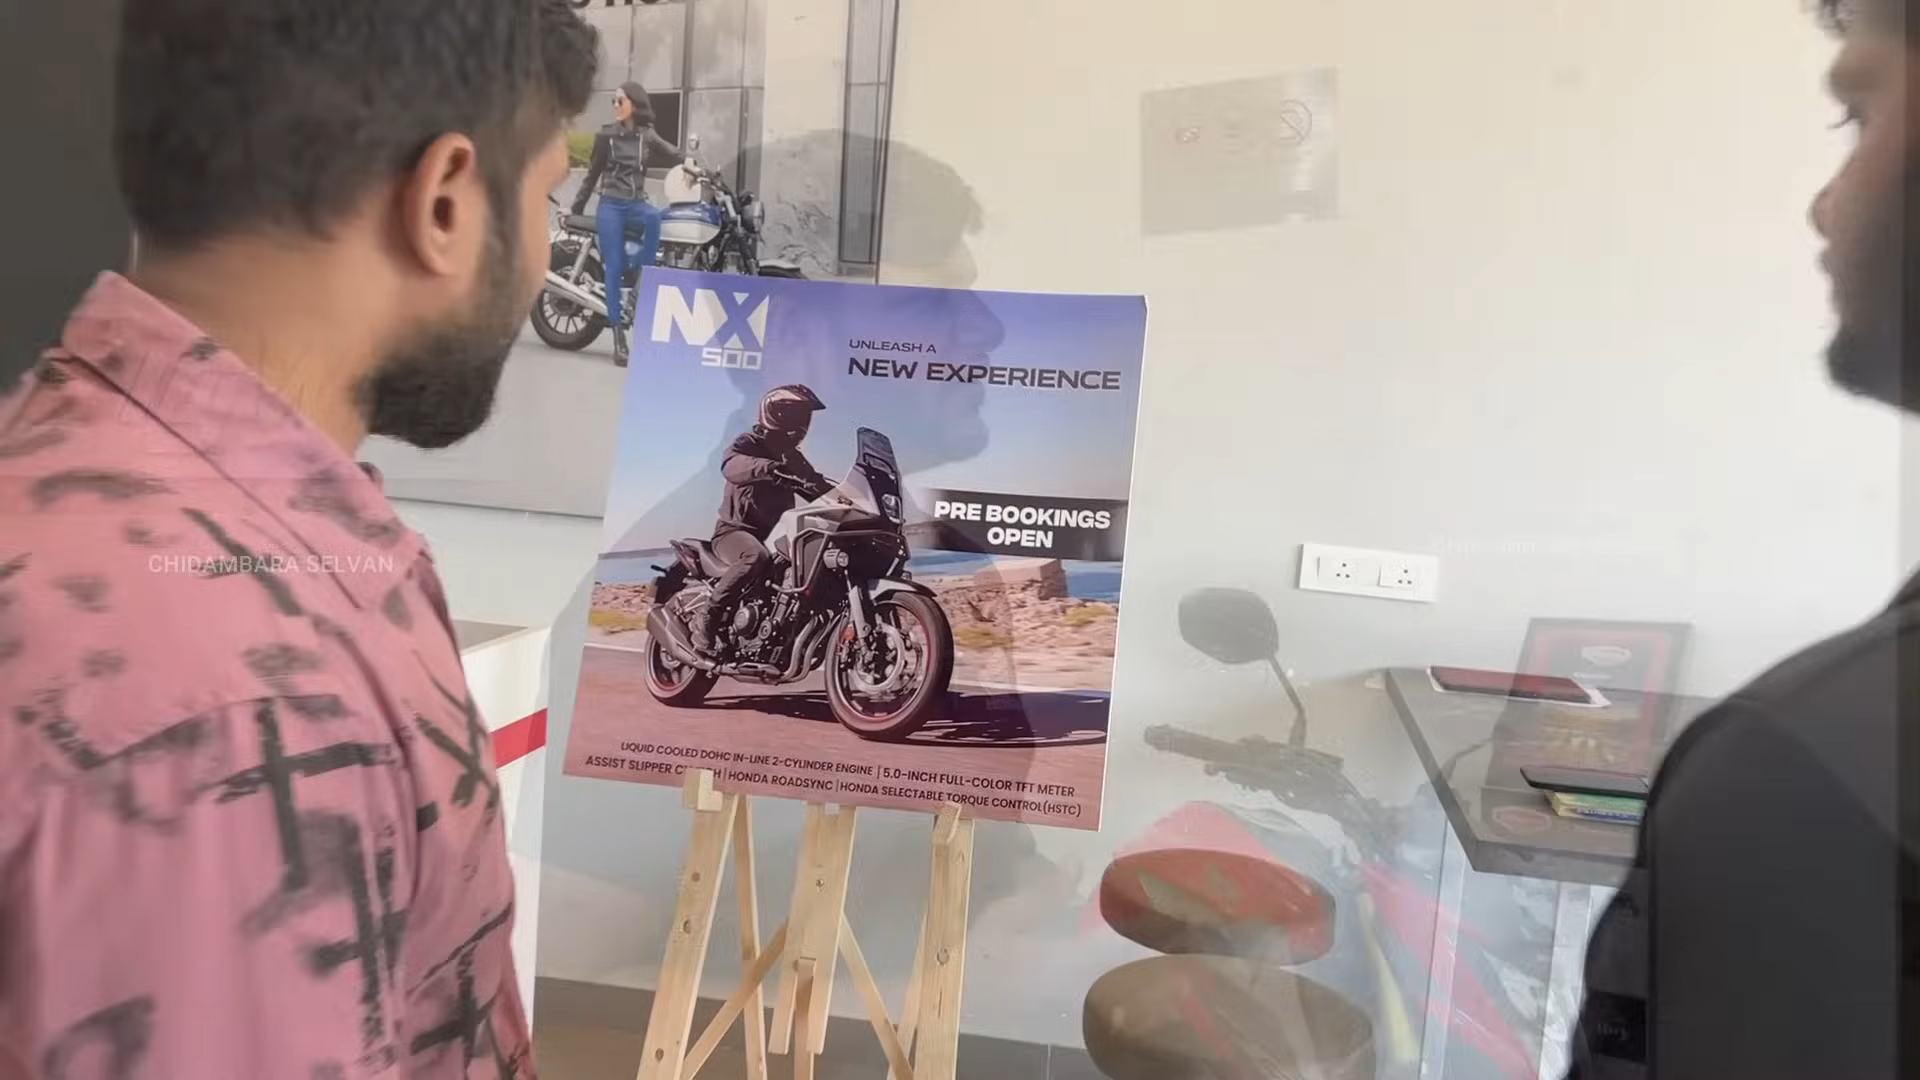 NX
500
UNLEASH A
NEW EXPERIENCE
PRE BOOKINGS
OPEN
LIQUID COOLED DOHC IN-LINE 2-CYLINDER ENGINE | 5.0-INCH FULL-COLOR TFT METER
ASSIST SLIPPER CLUTCH | HONDA ROADSYNC | HONDA SELECTABLE TORQUE CONTROL(HSTC)
CHIDAMBARA SELVAN